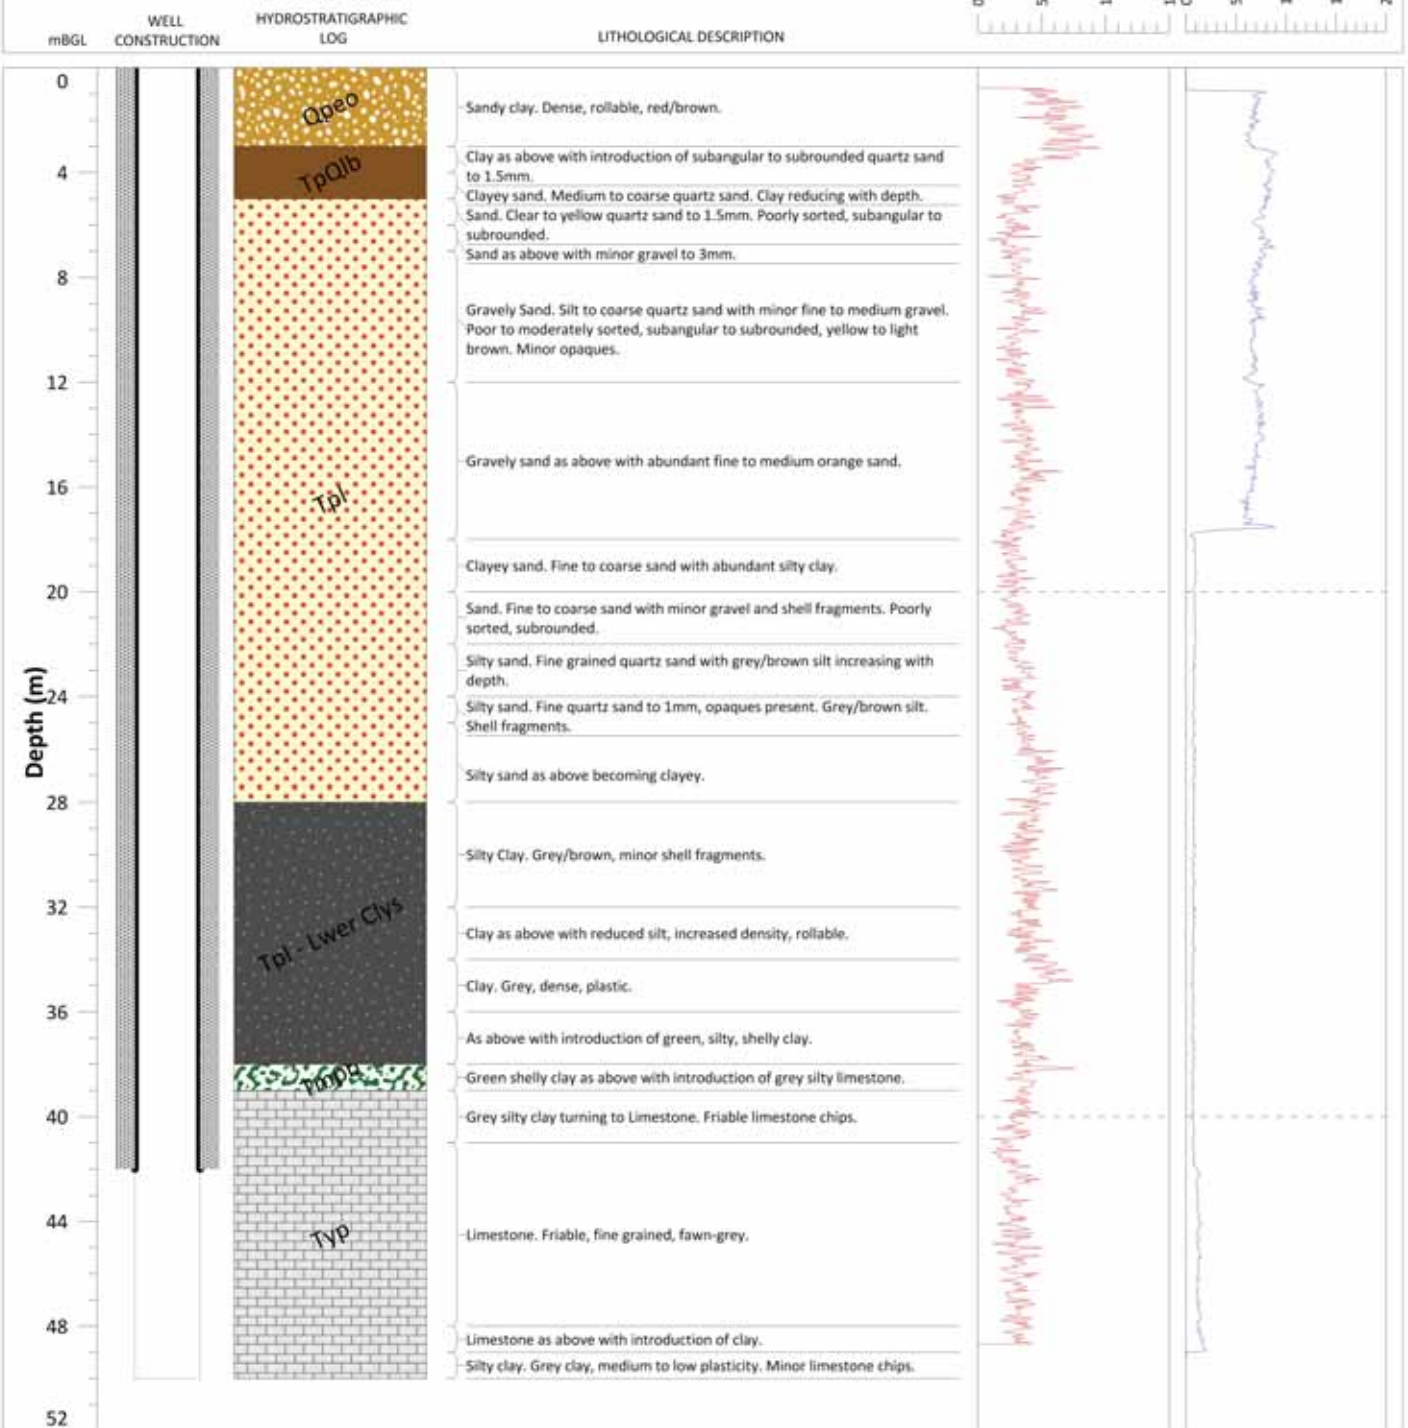 WELL
CONSTRUCTION
HYDROSTRATIGRAPHIC
LOG
mBGL
LITHOLOGICAL DESCRIPTION
0
Qpeo
Sandy clay. Dense, rollable, red/brown.
Clay as above with introduction of subangular to subrounded quartz sand
to 1.5mm.
4
TpQlb
Clayey sand. Medium to coarse quartz sand. Clay reducing with depth.
Sand. Clear to yellow quartz sand to 1.5mm. Poorly sorted, subangular to
subrounded.
Sand as above with minor gravel to 3mm.
8
Gravely Sand. Silt to coarse quartz sand with minor fine to medium gravel.
Poor to moderately sorted, subangular to subrounded, yellow to light
brown. Minor opaques.
12
Gravely sand as above with abundant fine to medium orange sand.
16
Tpl
Clayey sand. Fine to coarse sand with abundant silty clay.
20
Sand. Fine to coarse sand with minor gravel and shell fragments. Poorly
sorted, subrounded.
Silty sand. Fine grained quartz sand with grey/brown silt increasing with
depth.
Depth (m)
24
Silty sand. Fine quartz sand to 1mm, opaques present. Grey/brown silt.
Shell fragments.
Silty sand as above becoming clayey.
28
Silty Clay. Grey/brown, minor shell fragments.
32
Tpl - Lwer Clys
Clay as above with reduced silt, increased density, rollable.
Clay. Grey, dense, plastic.
36
As above with introduction of green, silty, shelly clay.
Tmpg
Green shelly clay as above with introduction of grey silty limestone.
40
Grey silty clay turning to Limestone. Friable limestone chips.
44
Typ
Limestone. Friable, fine grained, fawn-grey.
48
Limestone as above with introduction of clay.
Silty clay. Grey clay, medium to low plasticity. Minor limestone chips.
52